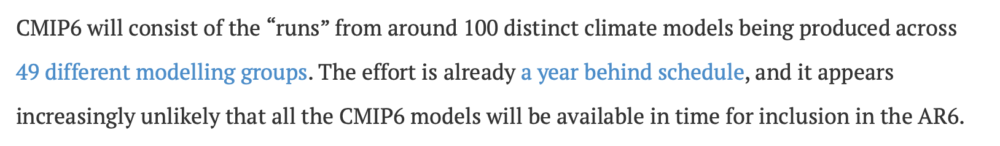 CMIP6 will consist of the “runs” from around 100 distinct climate models being produced across
49 different modelling groups. The effort is already a year behind schedule, and it appears
increasingly unlikely that all the CMIP6 models will be available in time for inclusion in the AR6.